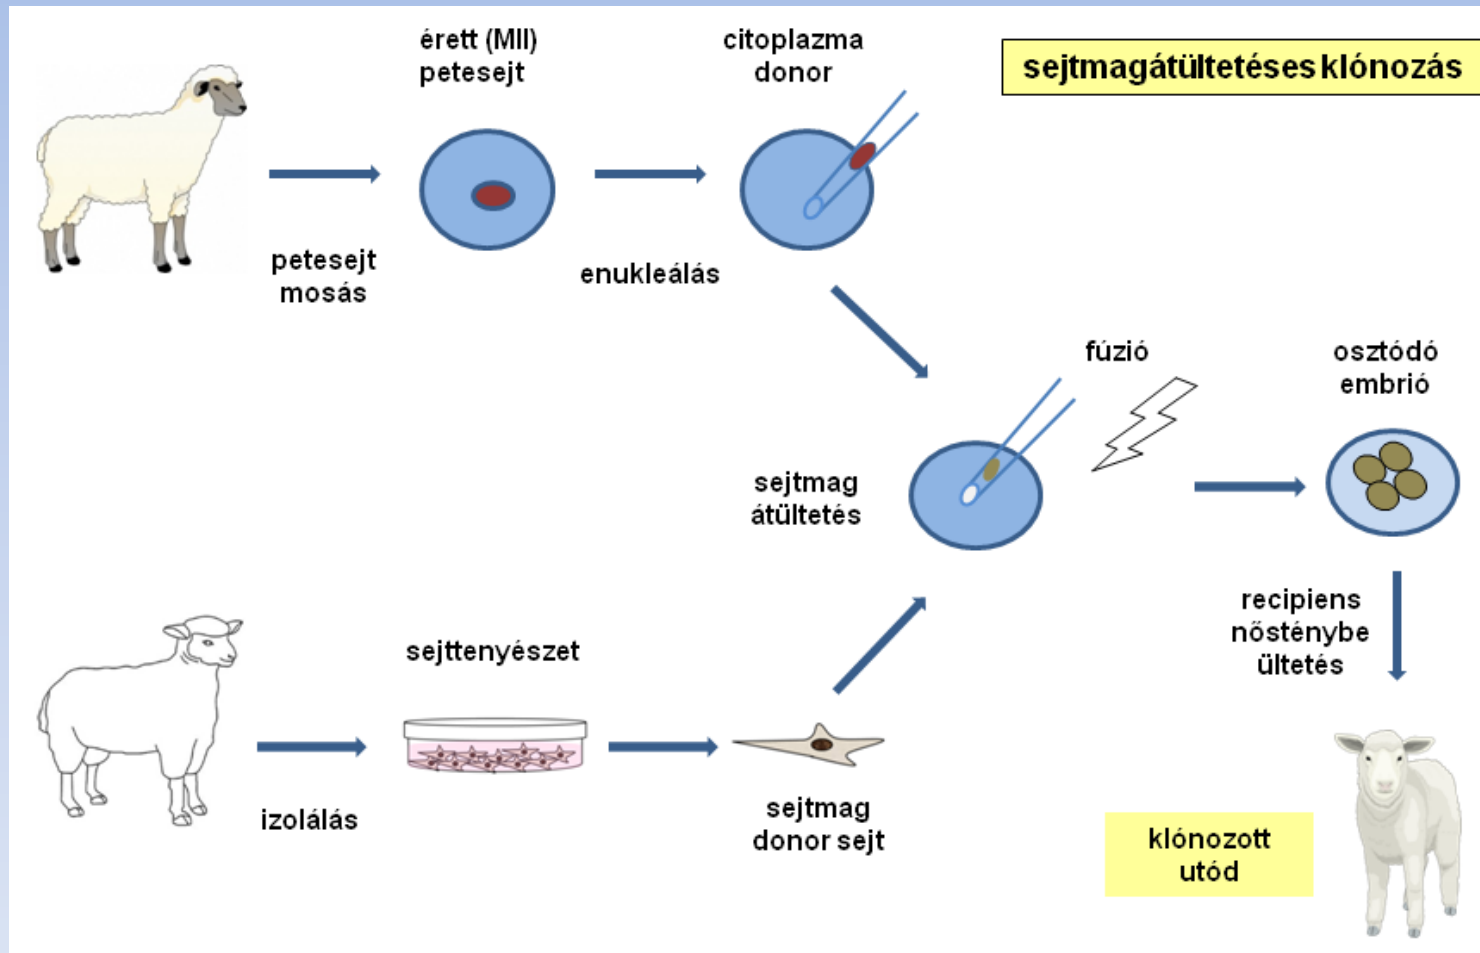 érett (MII)
petesejt
citoplazma
donor
sejtmagátültetéses klónozás
petesejt
mosás
enukleálás
fúzió
osztódó
embrió
sejtmag
átültetés
recipiens
nősténybe
ültetés
sejttenyészet
izolálás
sejtmag
donor sejt
klónozott
utód